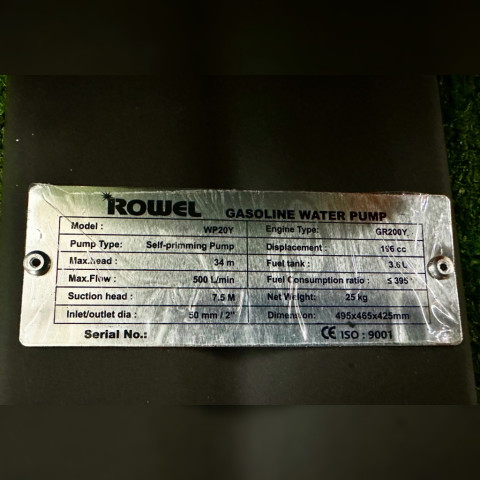 ROWEL GASOLINE WATER PUMP
Model : WP20Y Engine Type: GR200Y
Pump Type: Self-primming Pump Displacement : 196 cc
Max.head : 34 m Fuel tank : 3.6 L
Max.Flow : 500 L/min Fuel Consumption ratio : ≤ 395
Suction head : 7.5 M Net Weight: 25 kg
Inlet/outlet dia : 50 mm / 2" Dimension: 495x465x425mm
Serial No.: CE ISO : 9001